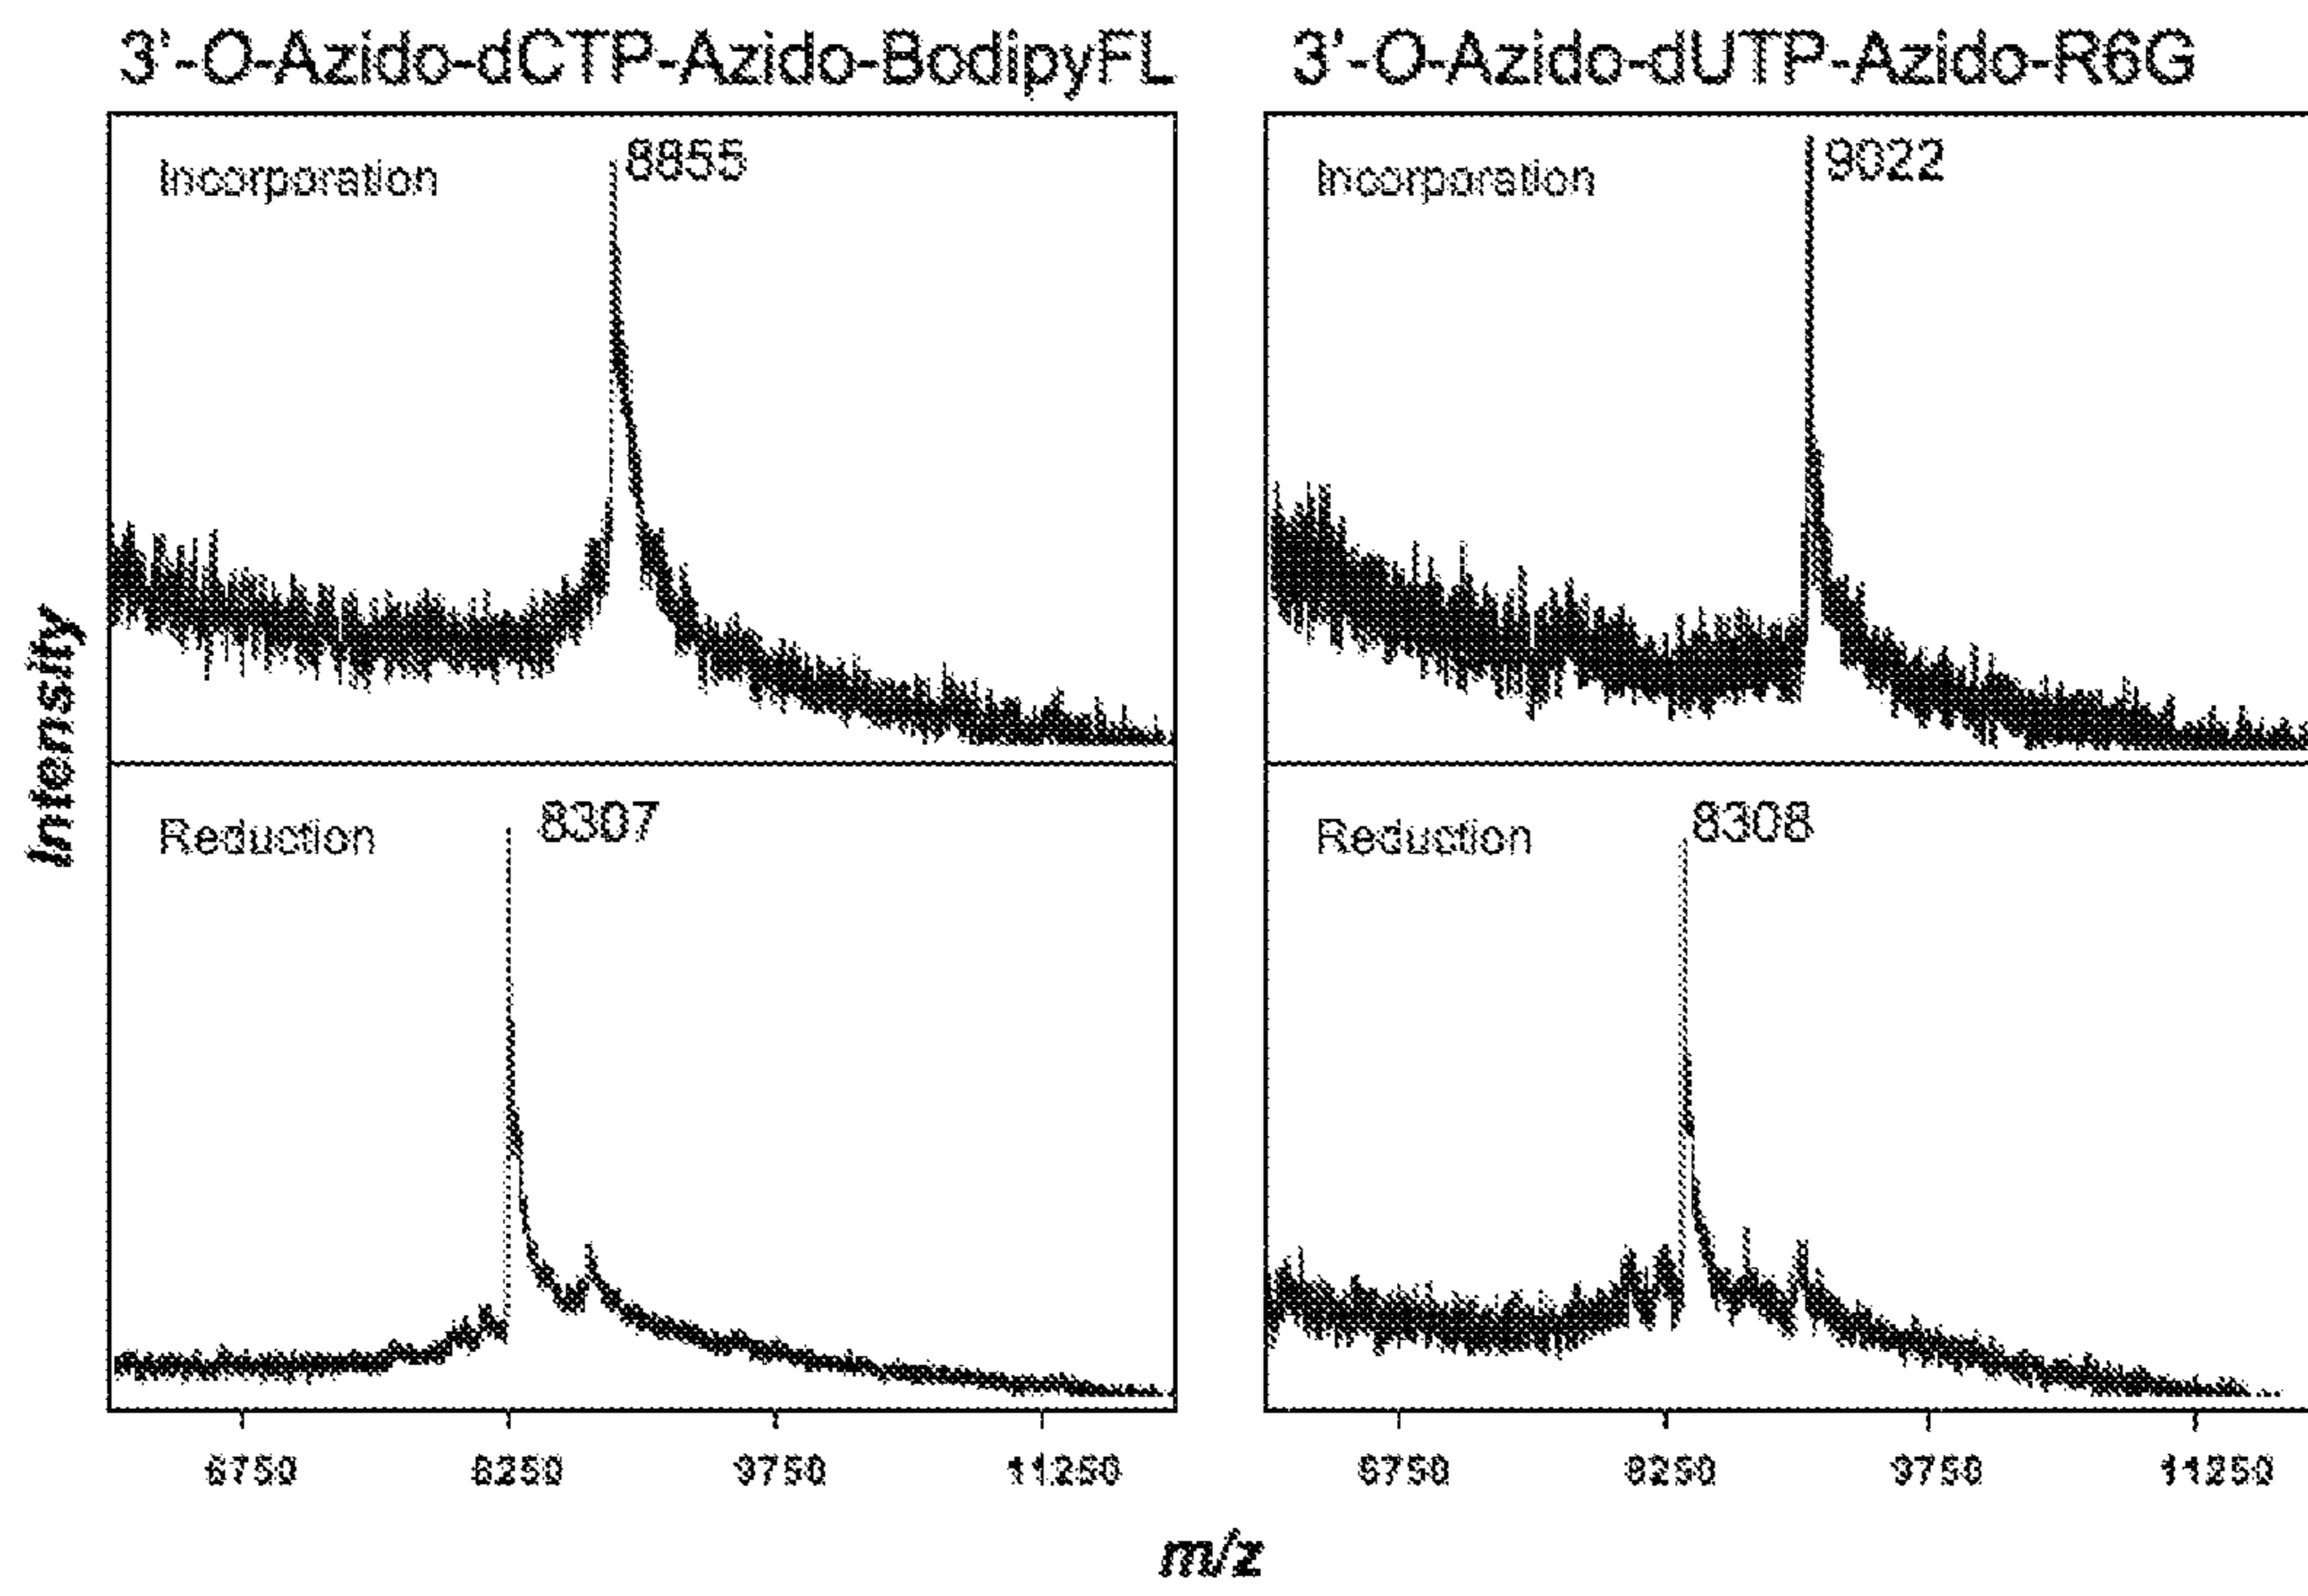 3'-O-Azido-dCTP-Azido-BodipyFL
3'-O-Azido-dUTP-Azido-R6G
Incorporation
8855
Incorporation
9022
Intensity
Reduction
8307
Reduction
8308
6750 8250 9750 11250
6750 8250 9750 11250
m/z